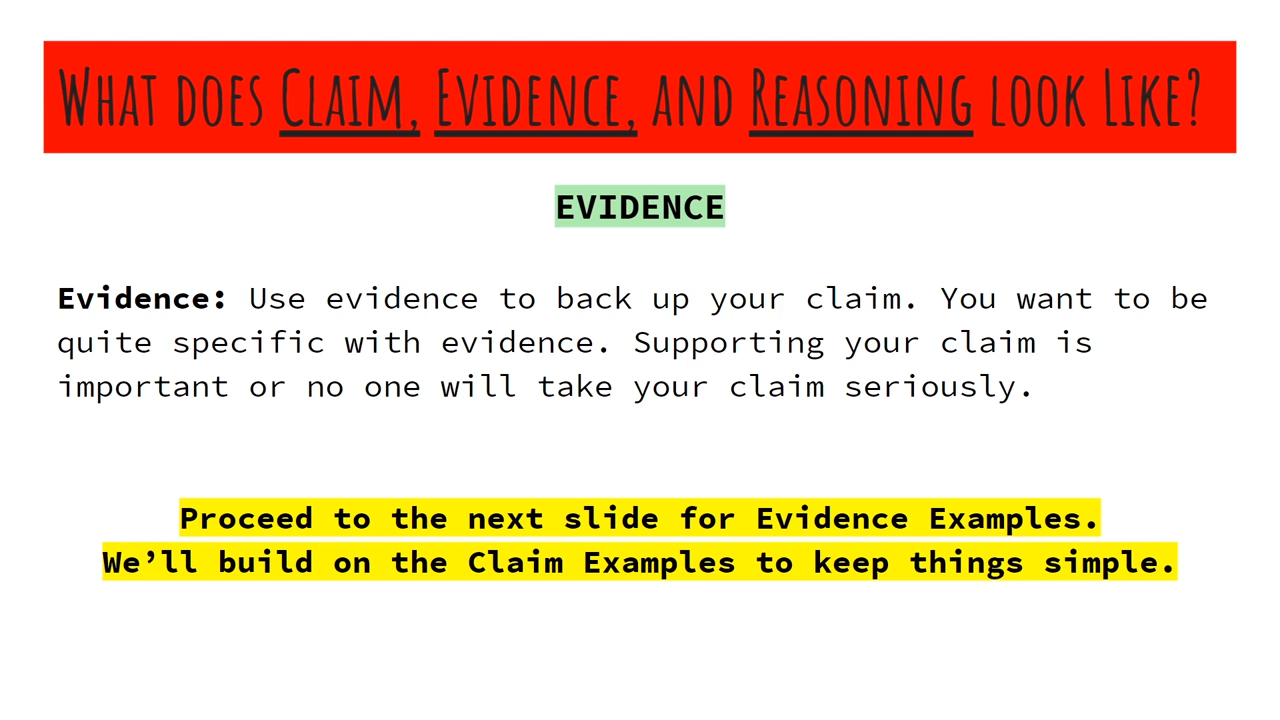 What does Claim, Evidence, and Reasoning look Like?
EVIDENCE
Evidence: Use evidence to back up your claim. You want to be
quite specific with evidence. Supporting your claim is
important or no one will take your claim seriously.
Proceed to the next slide for Evidence Examples.
We’ll build on the Claim Examples to keep things simple.